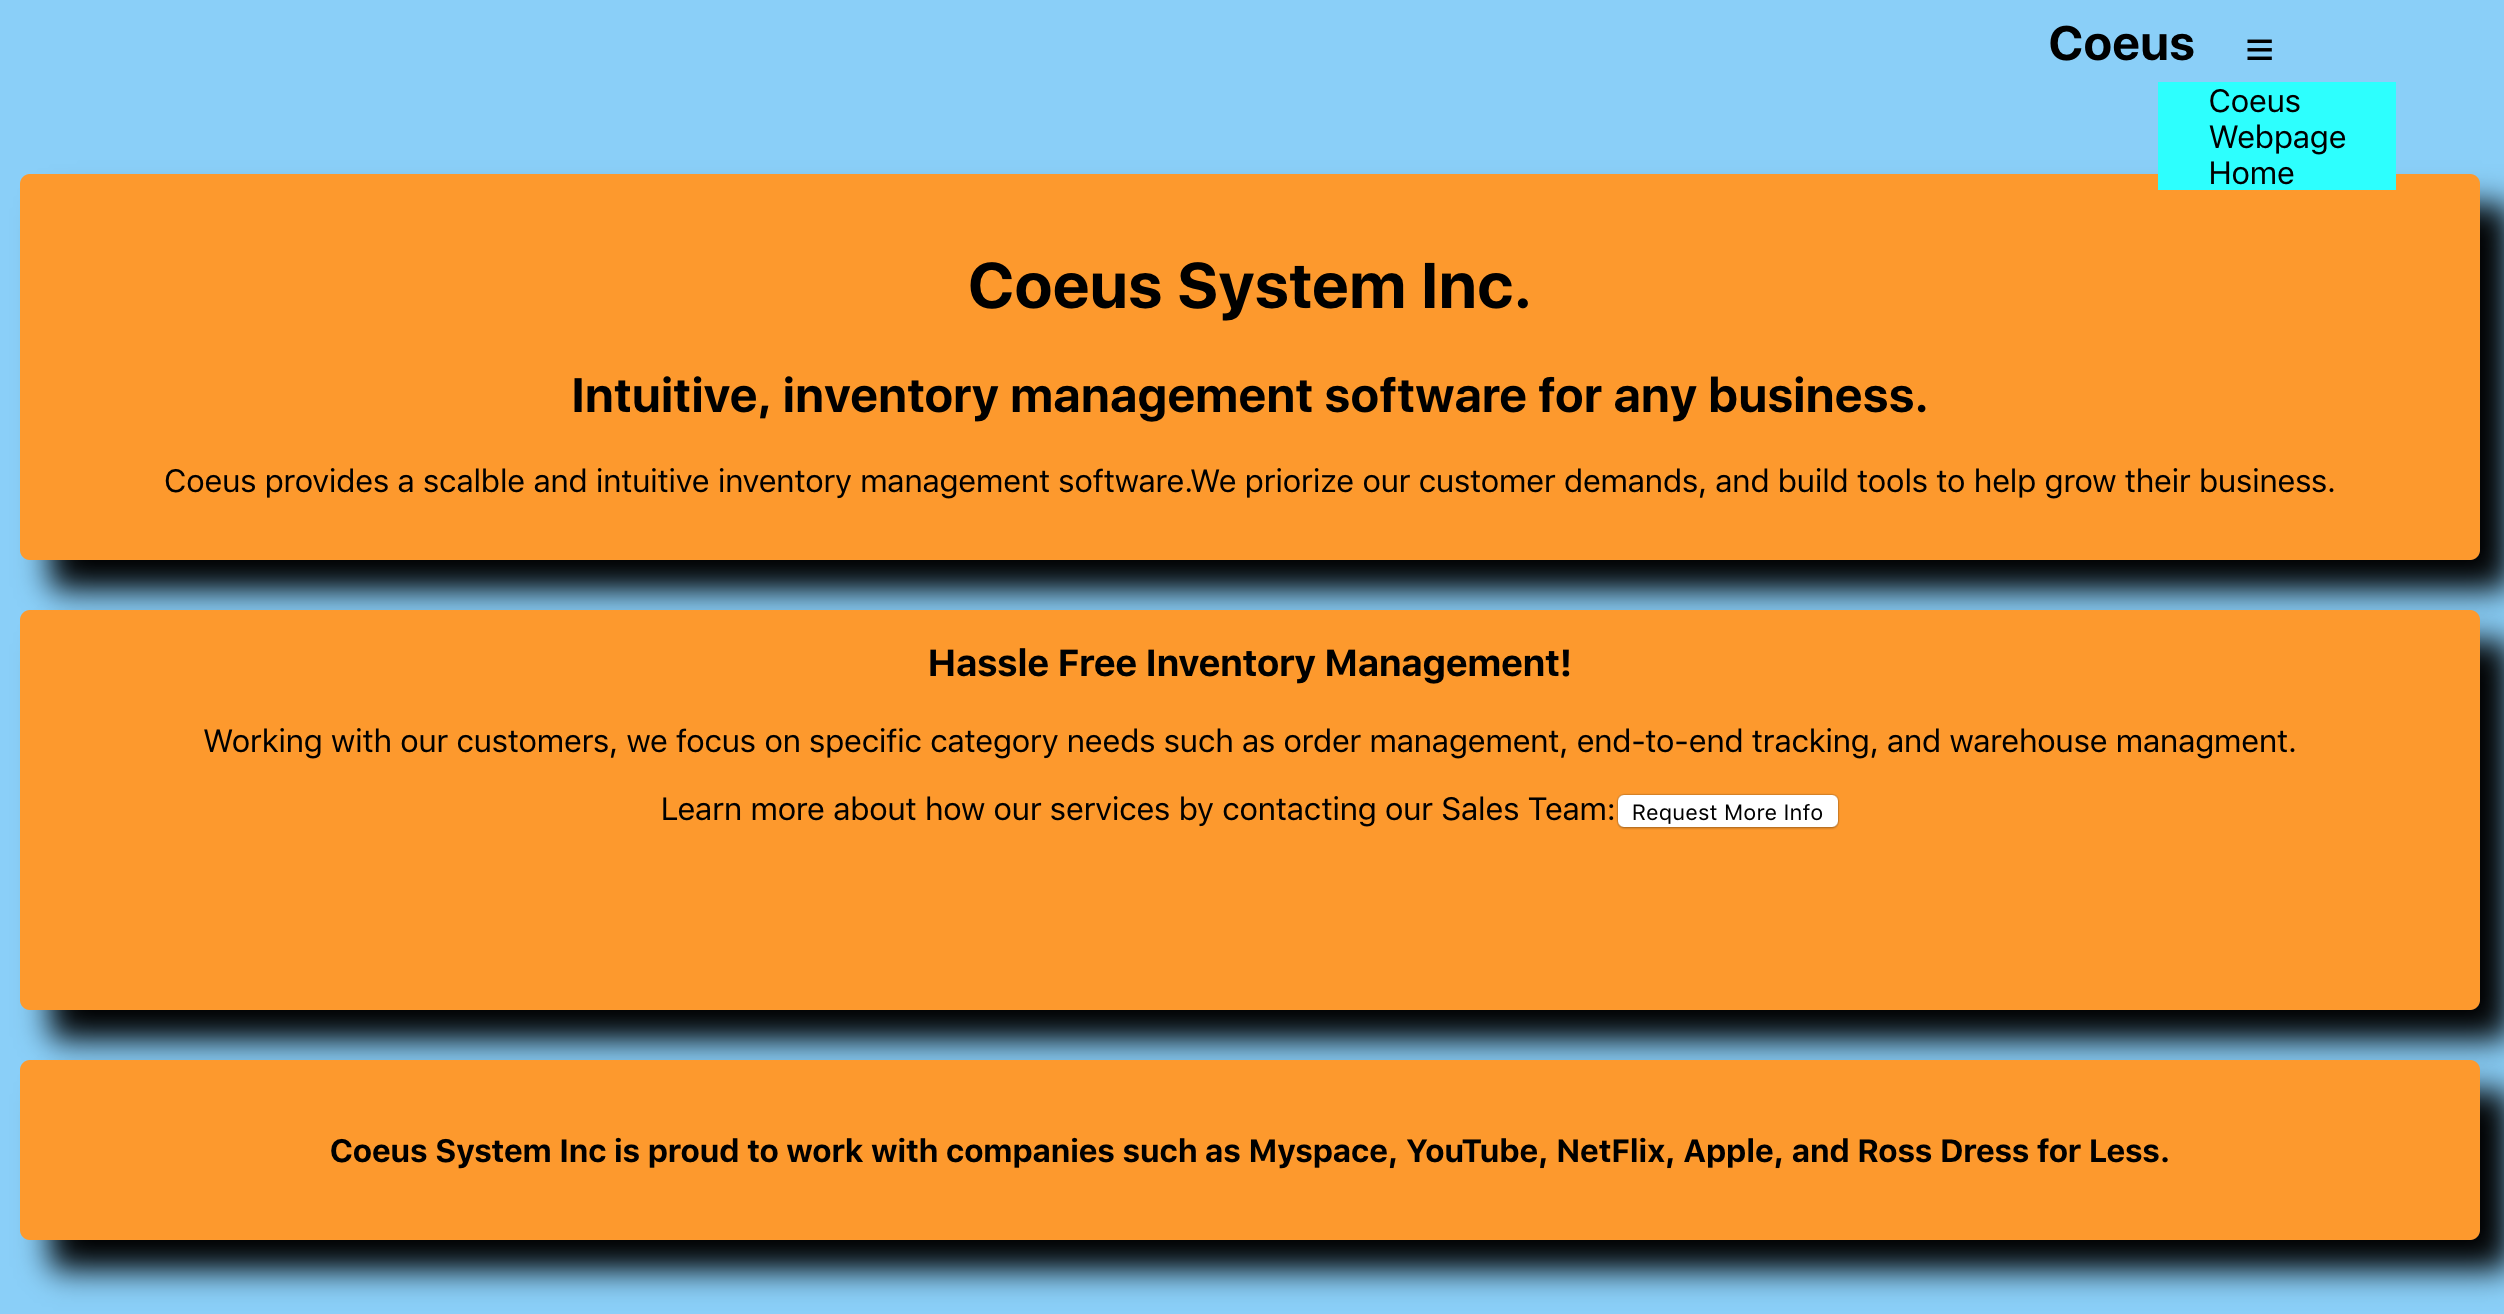 Coeus ≡
Coeus
Webpage
Home
Coeus System Inc.
Intuitive, inventory management software for any business.
Coeus provides a scalble and intuitive inventory management software.We priorize our customer demands, and build tools to help grow their business.
Hassle Free Inventory Management!
Working with our customers, we focus on specific category needs such as order management, end-to-end tracking, and warehouse managment.
Learn more about how our services by contacting our Sales Team: Request More Info
Coeus System Inc is proud to work with companies such as Myspace, YouTube, NetFlix, Apple, and Ross Dress for Less.